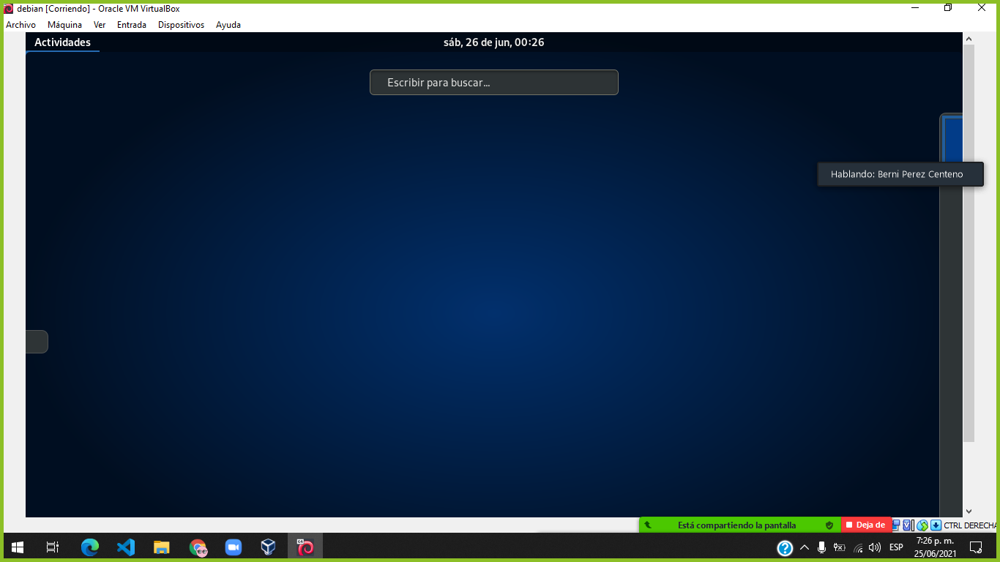 debian [Corriendo] - Oracle VM VirtualBox
Archivo Máquina Ver Entrada Dispositivos Ayuda
Actividades
sáb, 26 de jun, 00:26
Escribir para buscar...
Hablando: Berni Perez Centeno
Está compartiendo la pantalla
Deja de
CTRL DERECHA
64
ESP
7:26 p. m.
25/06/2021